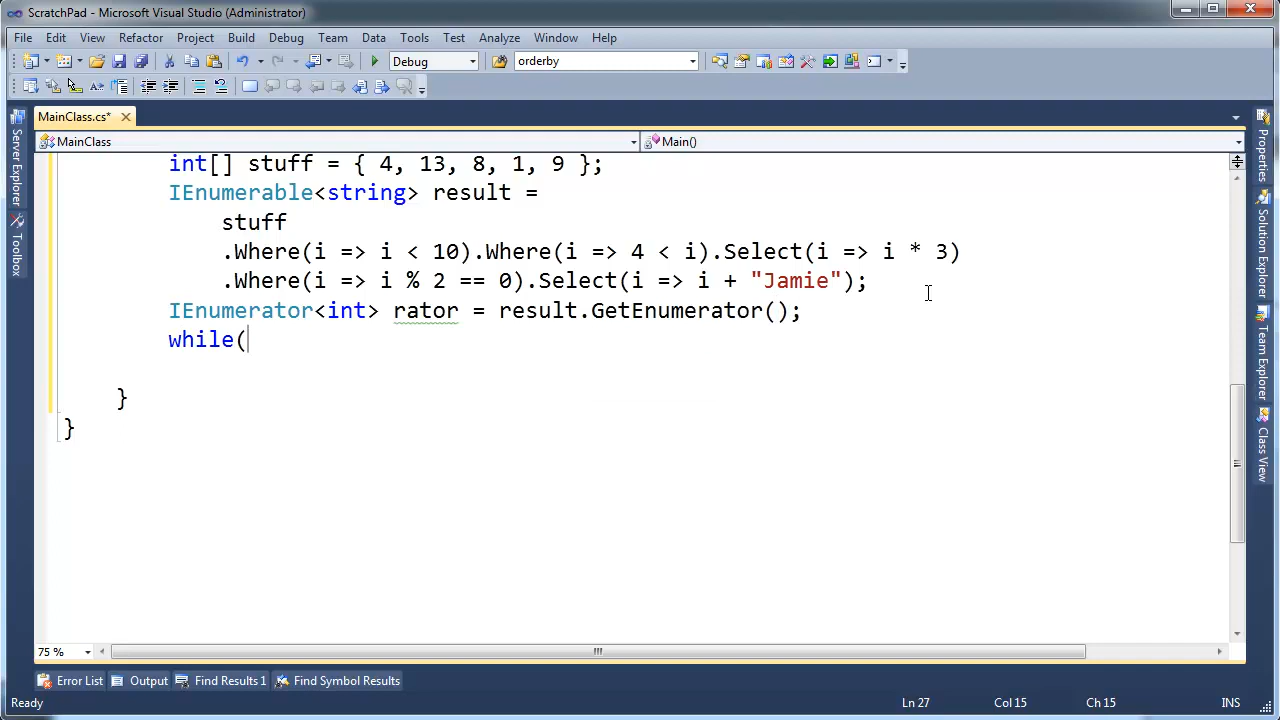 ScratchPad - Microsoft Visual Studio (Administrator)
File Edit View Refactor Project Build Debug Team Data Tools Test Analyze Window Help
Debug orderby
MainClass.cs*
MainClass Main()
int[] stuff = { 4, 13, 8, 1, 9 };
IEnumerable<string> result =
stuff
.Where(i => i < 10).Where(i => 4 < i).Select(i => i * 3)
.Where(i => i % 2 == 0).Select(i => i + "Jamie");
IEnumerator<int> rator = result.GetEnumerator();
while(
}
}
75 %
Error List Output Find Results 1 Find Symbol Results
Ready Ln 27 Col 15 Ch 15 INS
Server Explorer
Toolbox
Properties
Solution Explorer
Team Explorer
Class View